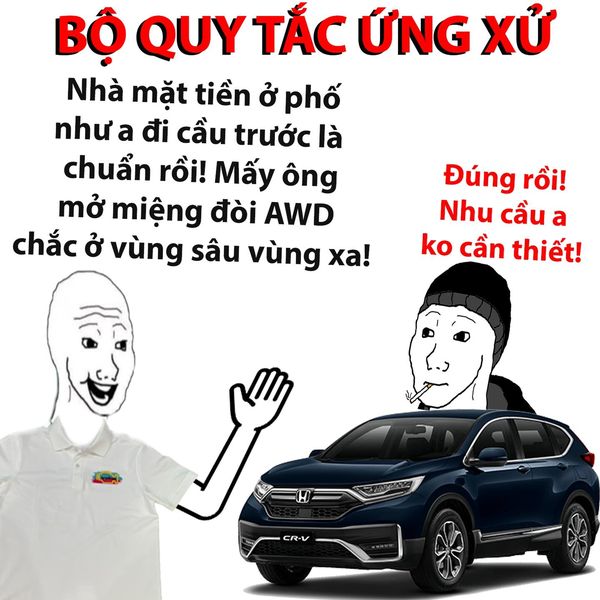 BỘ QUY TẮC ỨNG XỬ
Nhà mặt tiền ở phố
như a đi cầu trước là
chuẩn rồi! Mấy ông
mở miệng đòi AWD
chắc ở vùng sâu vùng xa!
Đúng rồi!
Nhu cầu a
ko cần thiết!
CR-V